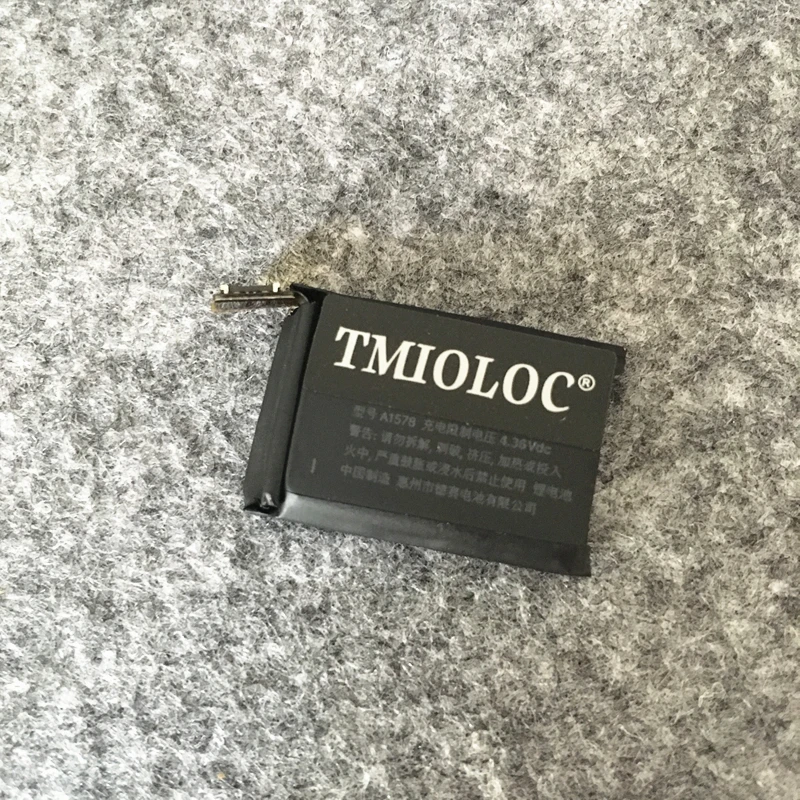 TMIOLOC®
型号 A1578 充电限制电压 4.35Vdc
警告: 请勿拆解, 刺破, 挤压, 加热或投入
火中, 严重鼓胀或浸水后禁止使用 锂电池
中国制造 惠州市德赛电池有限公司